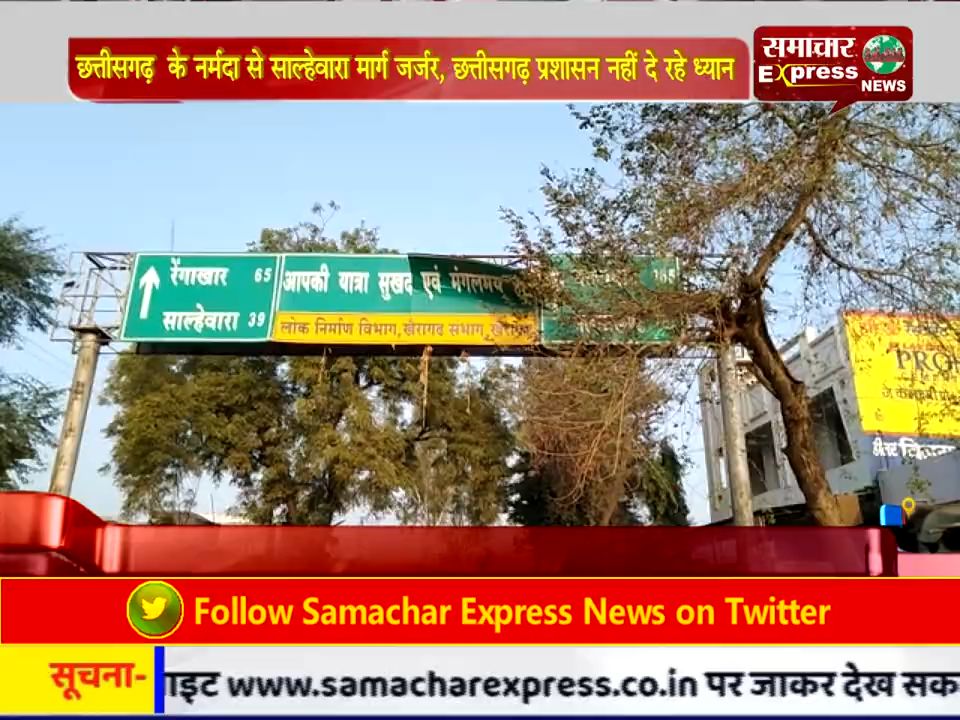 छत्तीसगढ़ के नर्मदा से साल्हेवारा मार्ग जर्जर, छत्तीसगढ़ प्रशासन नहीं दे रहे ध्यान
समाचार
Express
NEWS
रेंगाखार 65
साल्हेवारा 39
आपकी यात्रा सुखद एवं मंगलमय
लोक निर्माण विभाग, खैरागढ़ संभाग,
डीलर
Follow Samachar Express News on Twitter
सूचना- www.samacharexpress.co.in पर जाकर देख